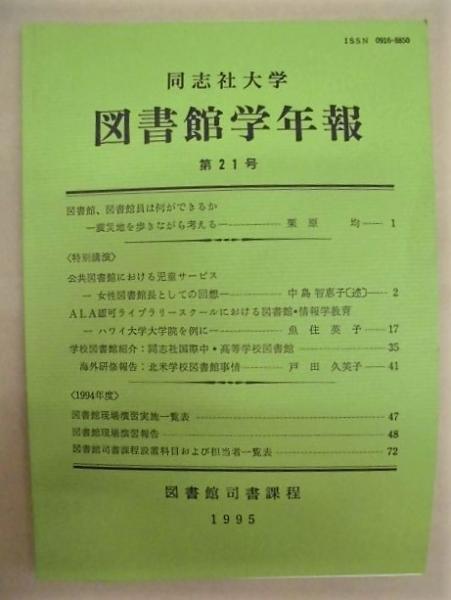 ISSN 0916-8850
同志社大学
図書館学年報
第21号
図書館、図書館員は何ができるか
―震災地を歩きながら考える― 栗原 均 1
〈特別講演〉
公共図書館における児童サービス
― 女性図書館長としての回想― 中島智恵子〔述〕 2
ALA認可ライブラリースクールにおける図書館・情報学教育
― ハワイ大学大学院を例に― 魚住英子 17
学校図書館紹介：同志社国際中・高等学校図書館 35
海外研修報告：北米学校図書館事情 戸田久美子 41
〈1994年度〉
図書館現場演習実施一覧表 47
図書館現場演習報告 48
図書館司書課程設置科目および担当者一覧表 72
図書館司書課程
1995